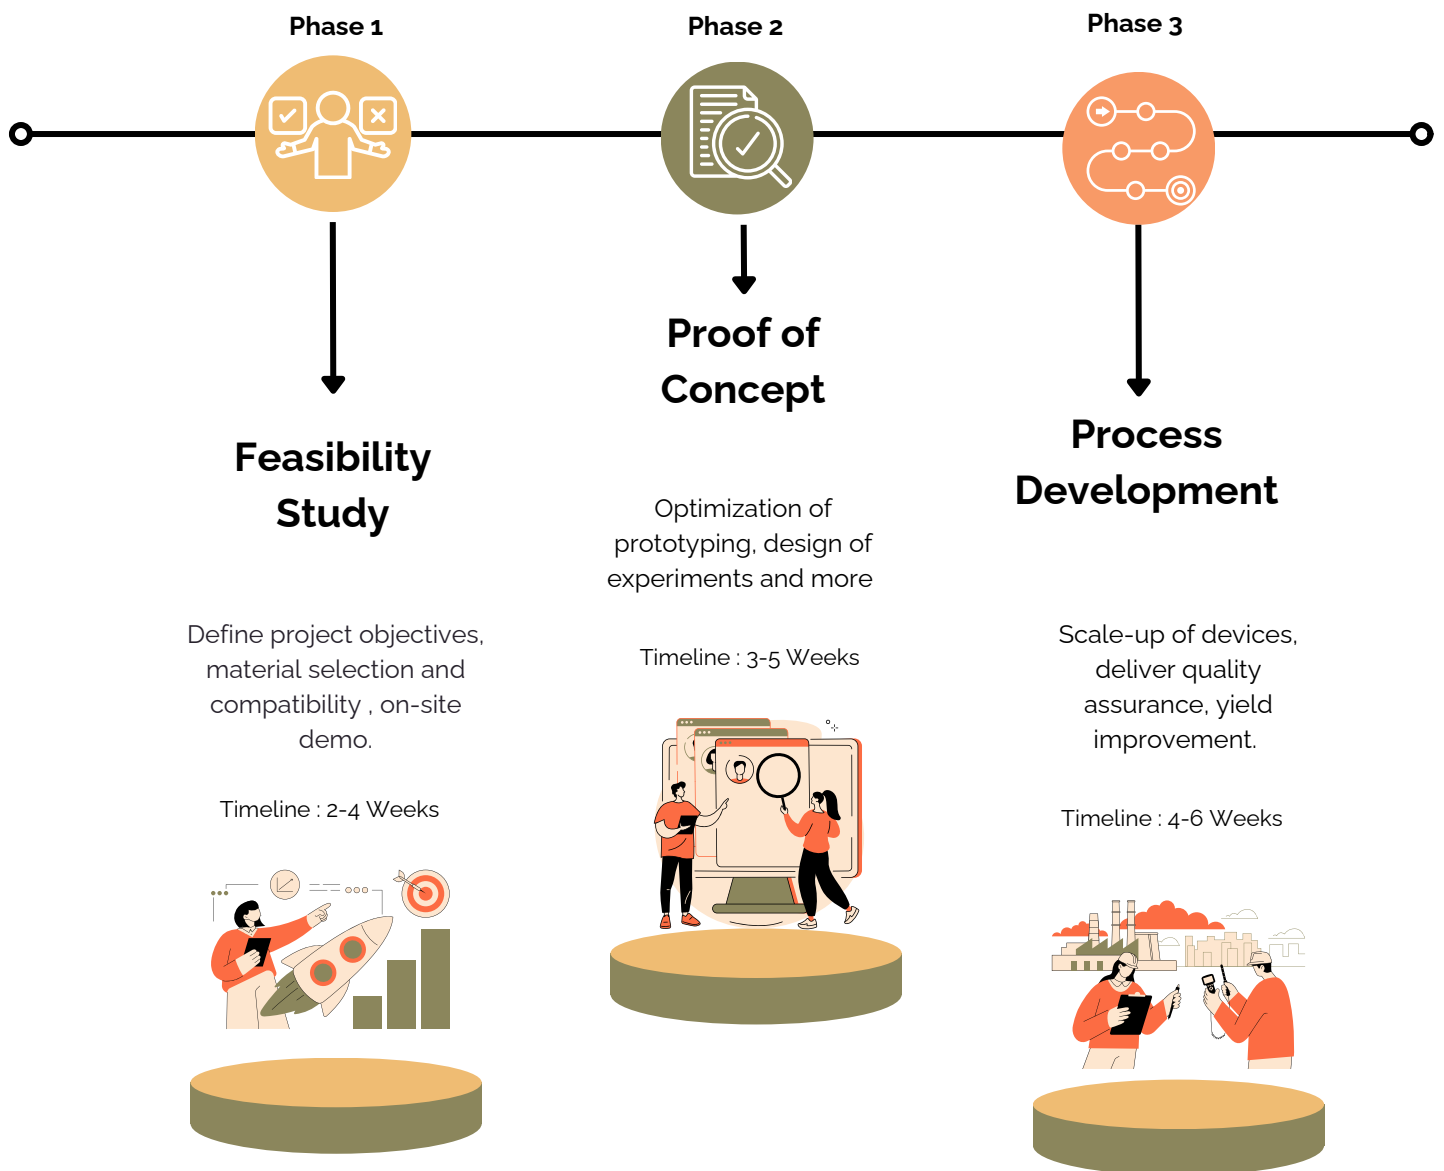 Phase 1
Phase 2
Phase 3
Feasibility
Study
Define project objectives,
material selection and
compatibility , on-site
demo.
Timeline : 2-4 Weeks
Proof of
Concept
Optimization of
prototyping, design of
experiments and more
Timeline : 3-5 Weeks
Process
Development
Scale-up of devices,
deliver quality
assurance, yield
improvement.
Timeline : 4-6 Weeks